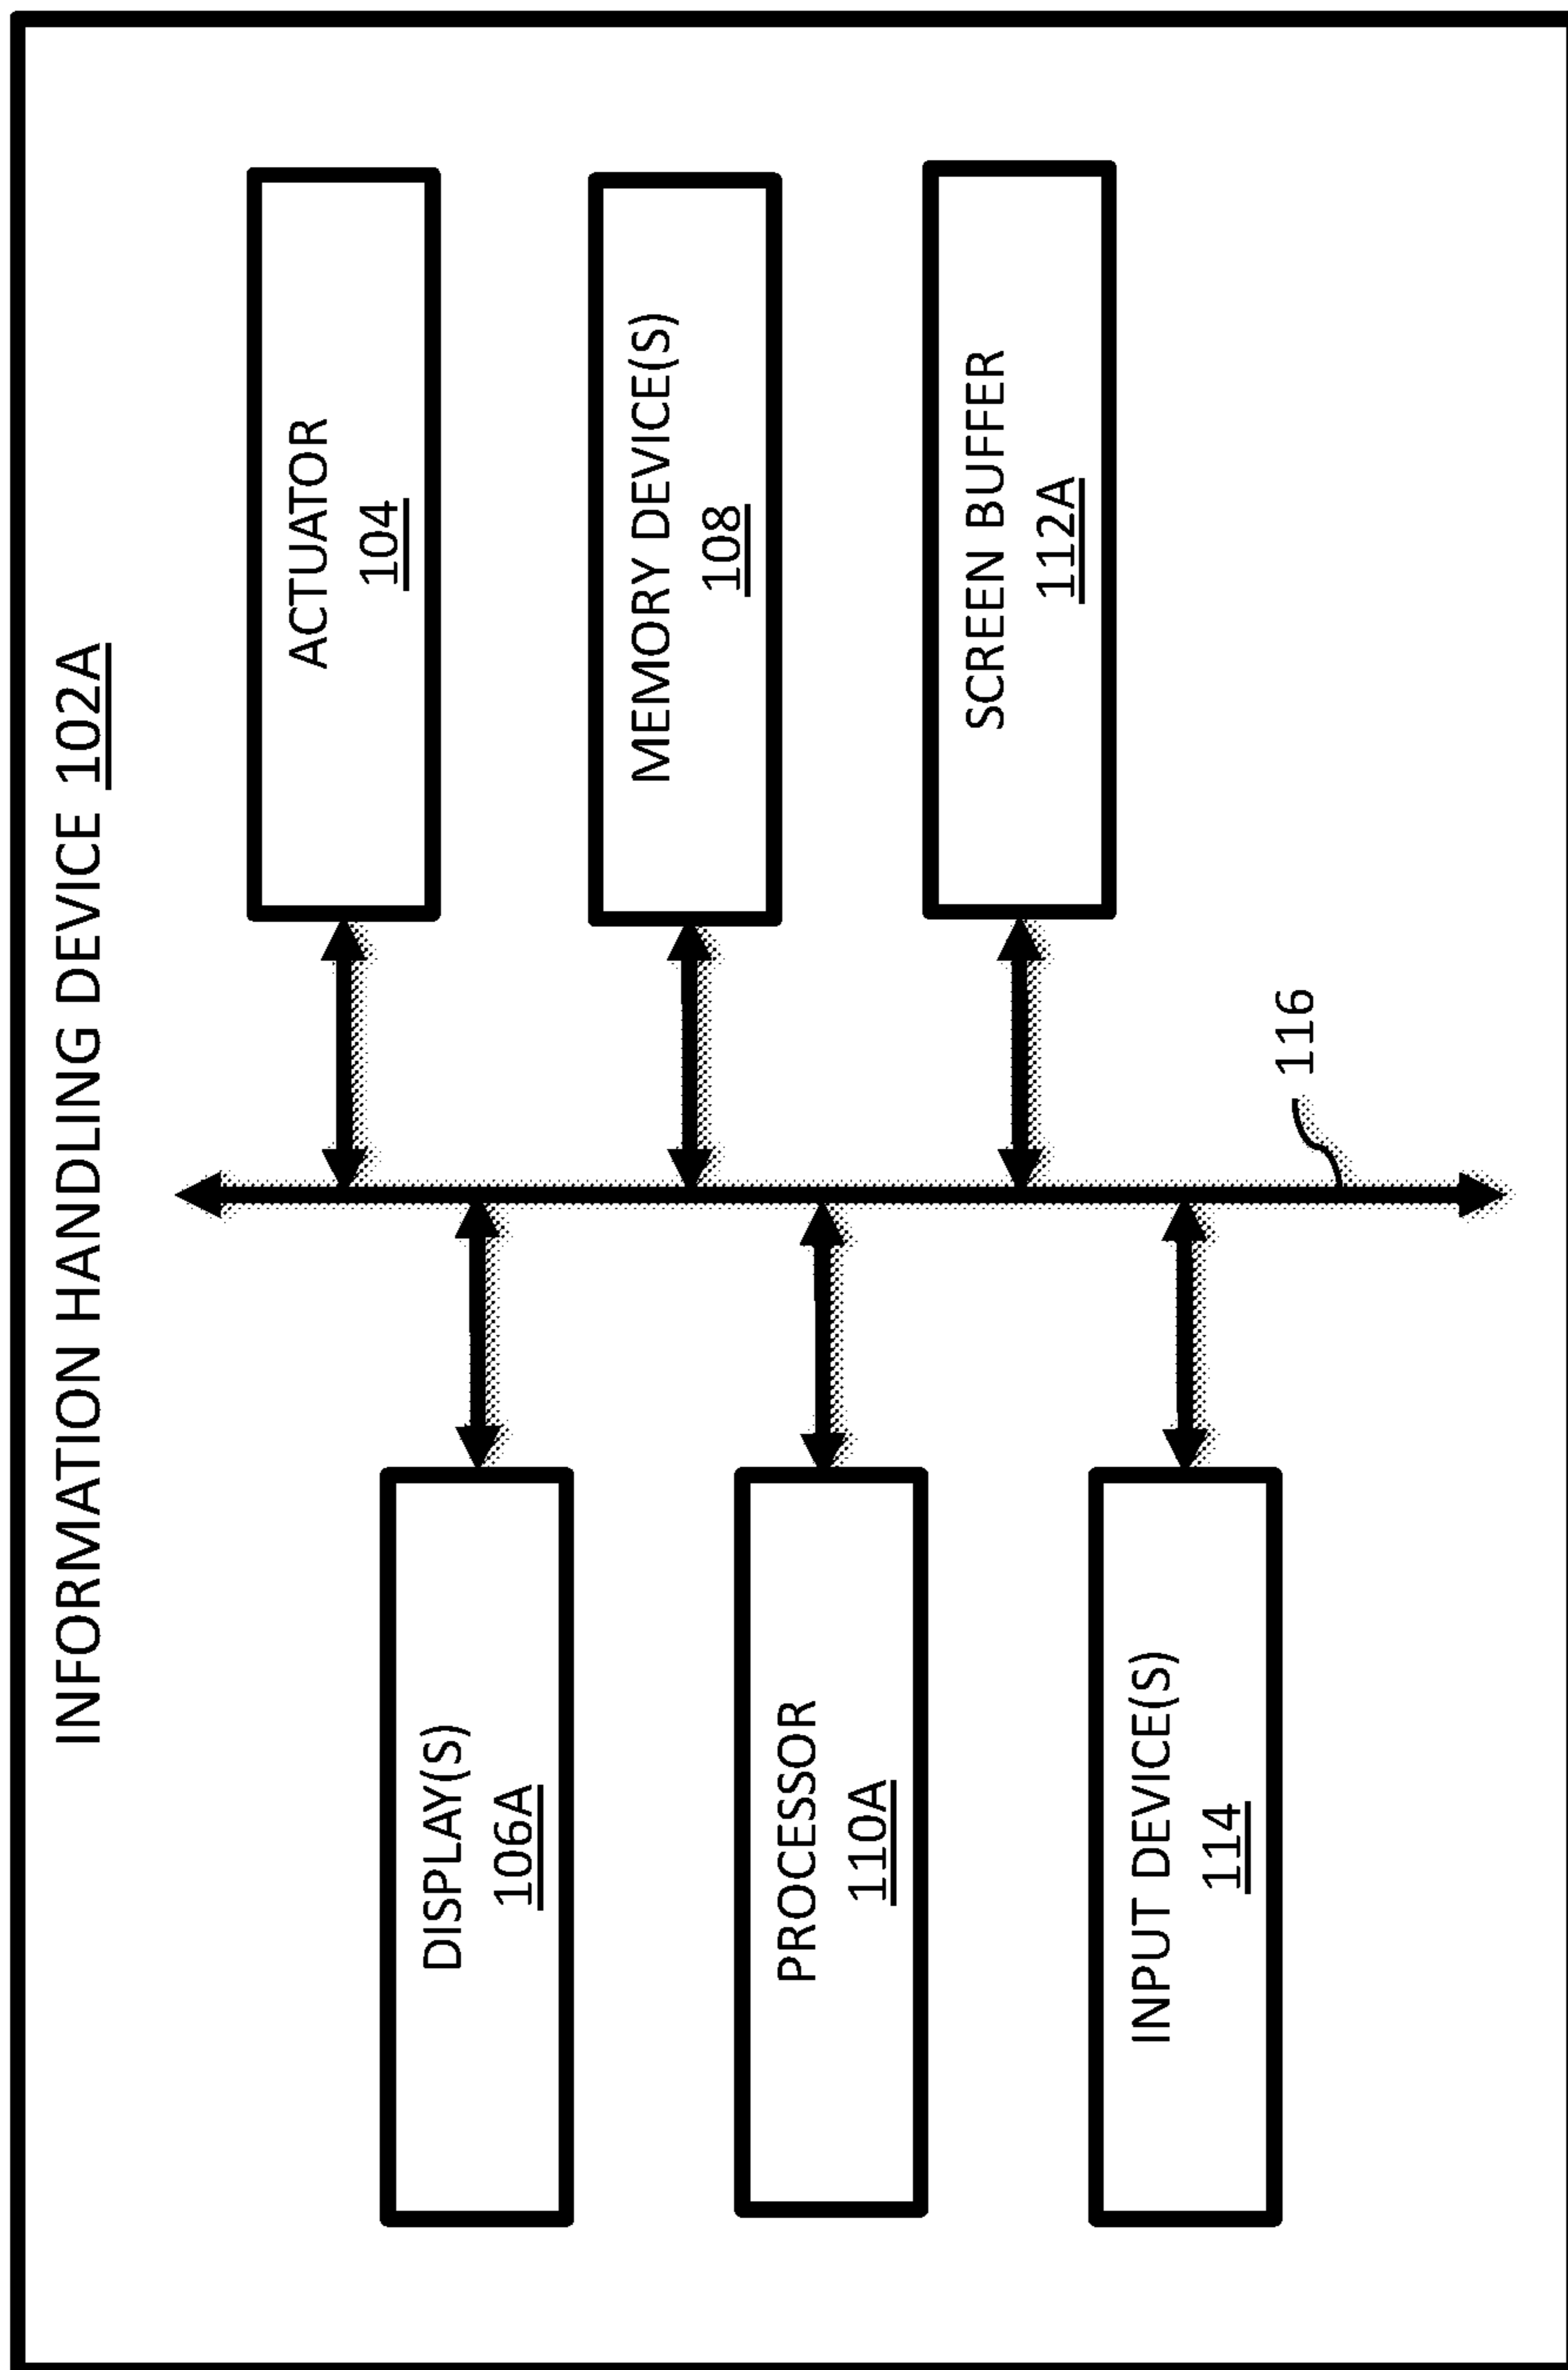 INFORMATION HANDLING DEVICE 102A
DISPLAY(S)
106A
ACTUATOR
104
PROCESSOR
110A
MEMORY DEVICE(S)
108
INPUT DEVICE(S)
114
SCREEN BUFFER
112A
116